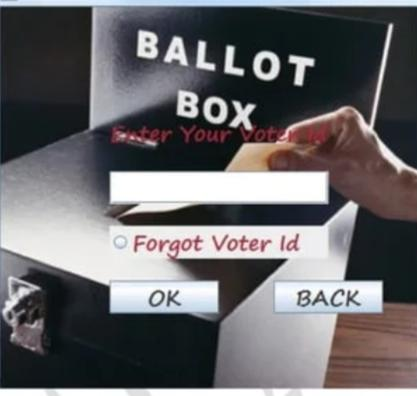 BALLOT
BOX
Enter Your Voter Id
Forgot Voter Id
OK
BACK